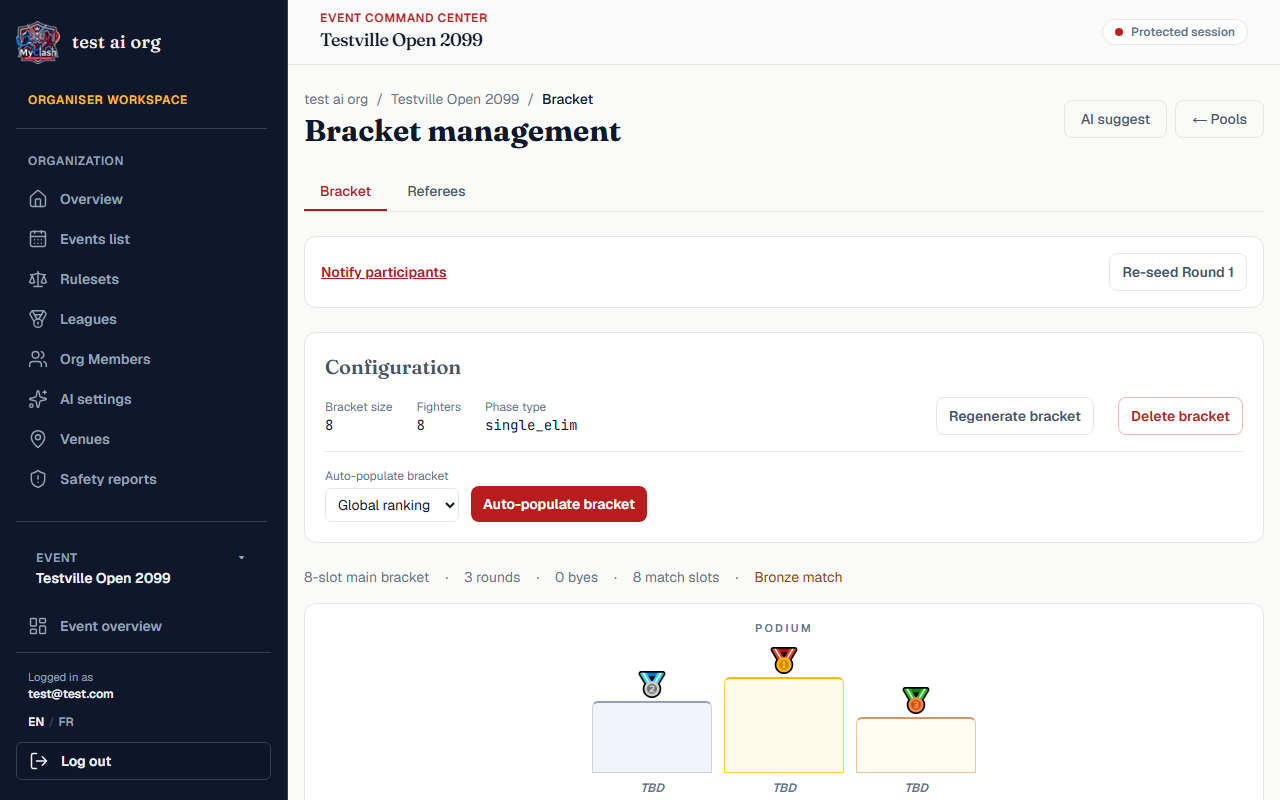 MyClash
test ai org
ORGANISER WORKSPACE
ORGANIZATION
Overview
Events list
Rulesets
Leagues
Org Members
AI settings
Venues
Safety reports
EVENT
Testville Open 2099
Event overview
Logged in as
test@test.com
EN / FR
Log out
EVENT COMMAND CENTER
Testville Open 2099
Protected session
test ai org / Testville Open 2099 / Bracket
Bracket management
AI suggest
← Pools
Bracket
Referees
Notify participants
Re-seed Round 1
Configuration
Bracket size Fighters Phase type
8 8 single_elim
Regenerate bracket
Delete bracket
Auto-populate bracket
Global ranking
Auto-populate bracket
8-slot main bracket · 3 rounds · 0 byes · 8 match slots · Bronze match
PODIUM
2 1 3
TBD TBD TBD